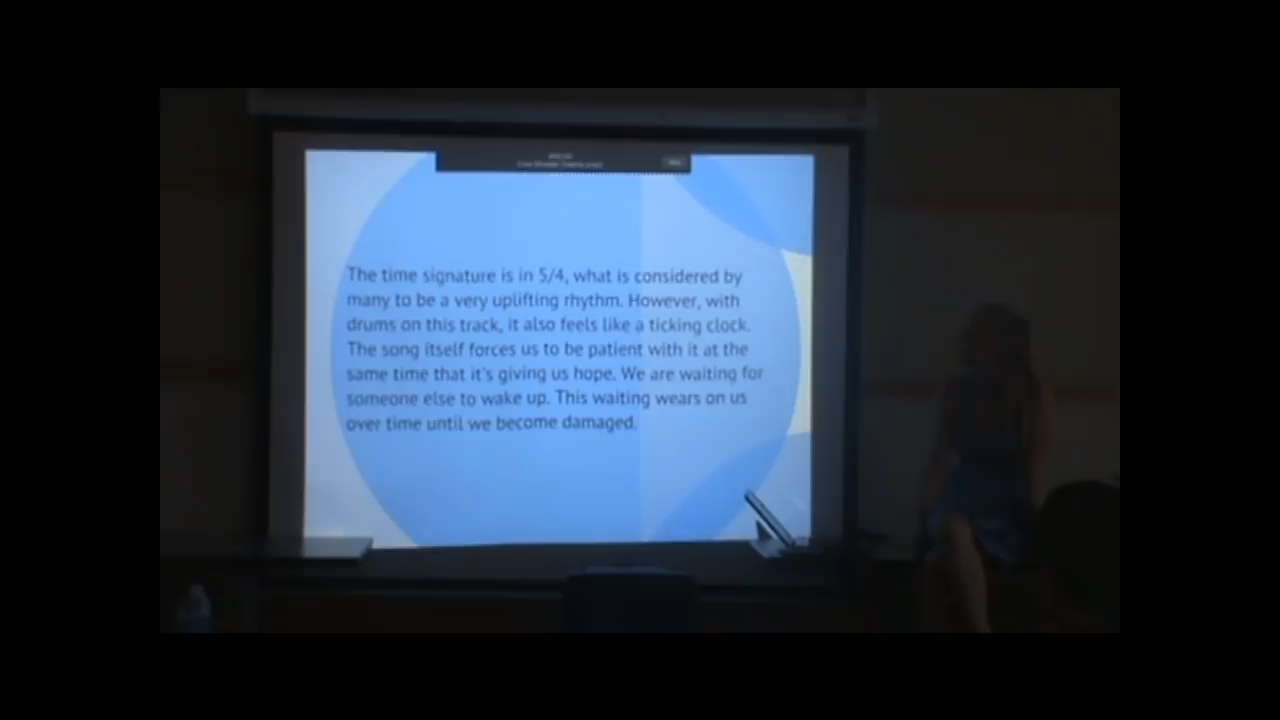 The time signature is in 5/4, what is considered by
many to be a very uplifting rhythm. However, with
drums on this track, it also feels like a ticking clock.
The song itself forces us to be patient with it at the
same time that it's giving us hope. We are waiting for
someone else to wake up. This waiting wears on us
over time until we become damaged.